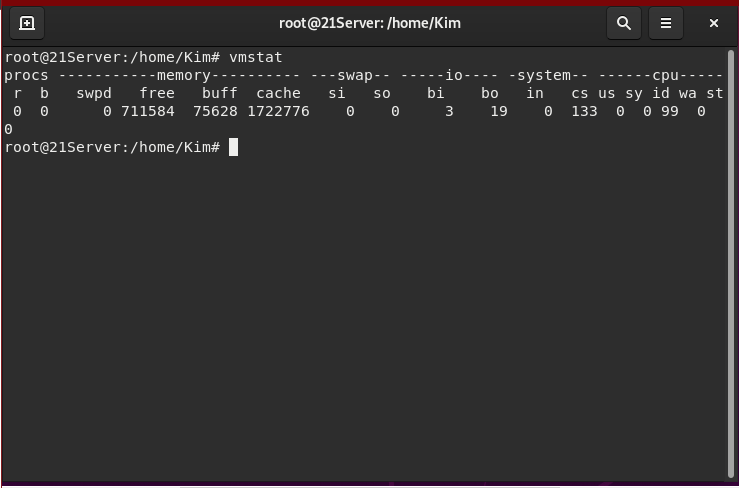 root@21Server: /home/Kim
root@21Server:/home/Kim# vmstat
procs -----------memory---------- ---swap-- -----io---- -system-- ------cpu-----
 r  b   swpd   free   buff  cache   si   so    bi    bo   in   cs us sy id wa st
 0  0      0 711584  75628 1722776    0    0     3    19    0  133  0  0 99  0
0
root@21Server:/home/Kim#